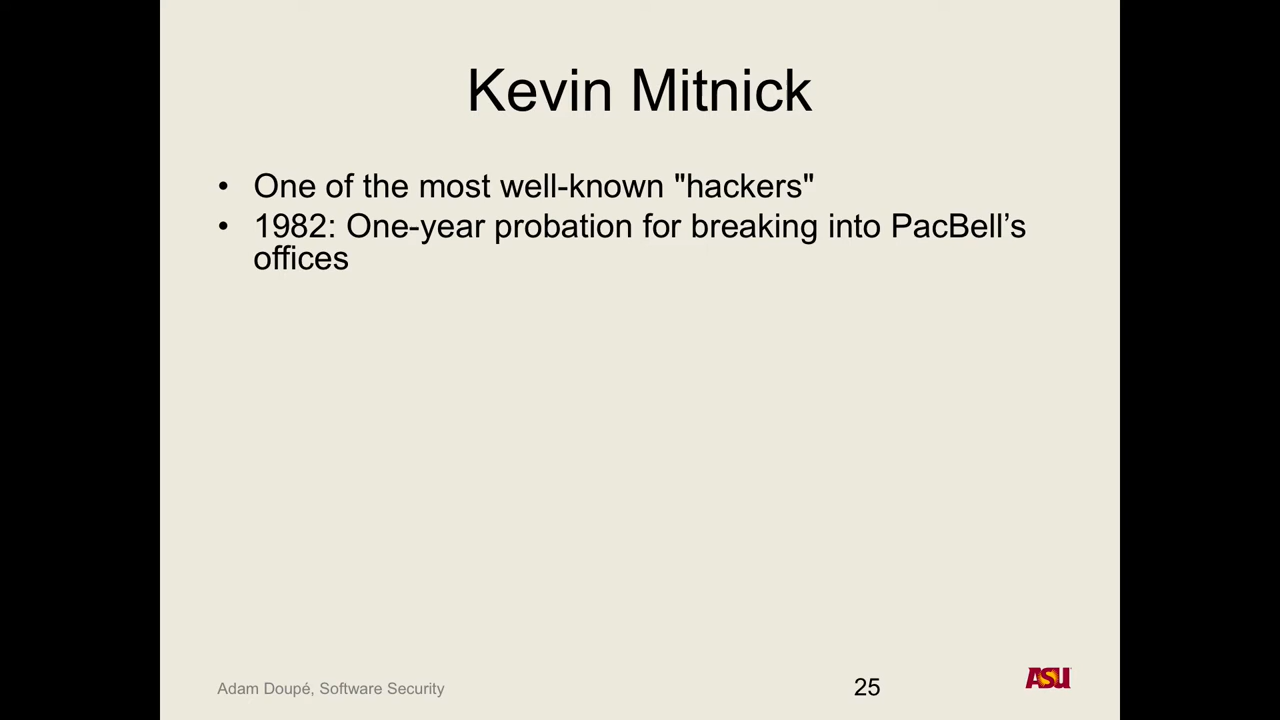 Kevin Mitnick
• One of the most well-known "hackers"
• 1982: One-year probation for breaking into PacBell’s
offices
Adam Doupé, Software Security
25
ASU